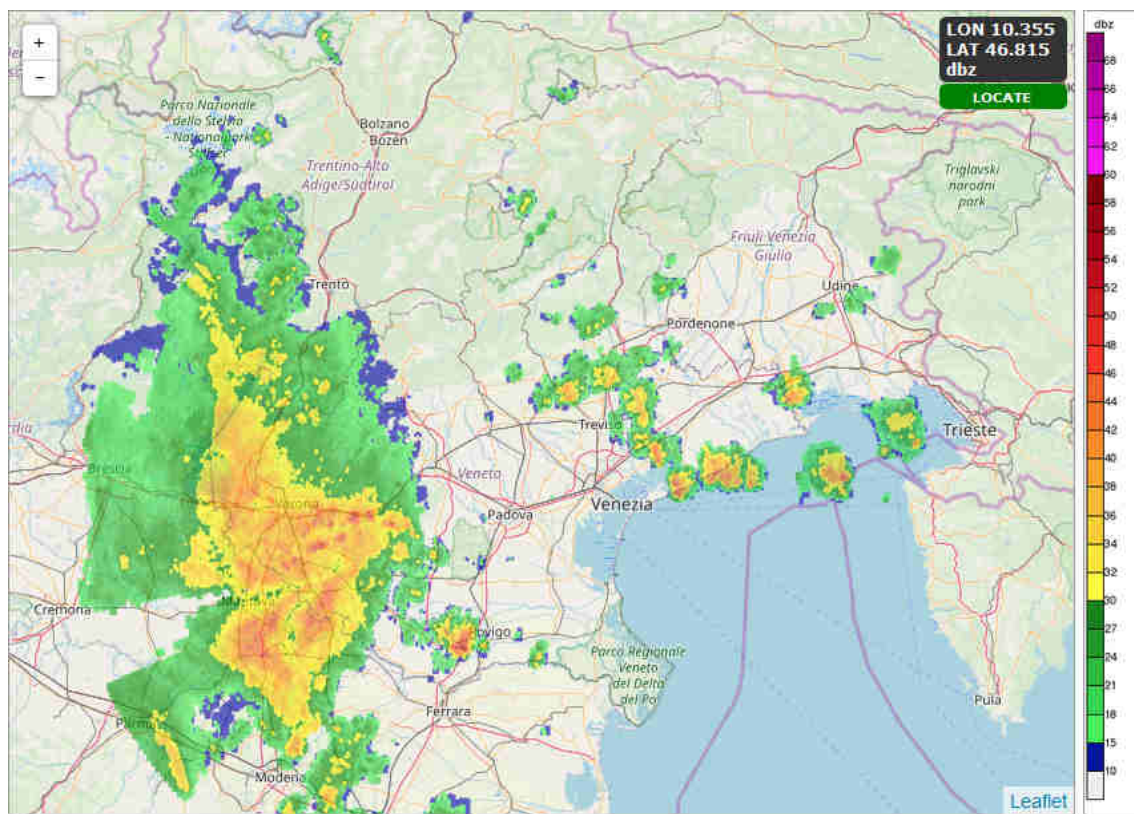 +
−
LON 10.355
LAT 46.815
dbz
LOCATE
dbz
68
64
60
58
56
54
52
50
48
46
44
42
40
38
36
34
32
30
27
24
21
18
15
10
Parco Nazionale
dello Stelvio
- Nationalpark
Bolzano
Bozen
Trentino-Alto
Adige/Südtirol
Triglavski
narodni
park
Friuli Venezia
Giulia
Udine
Trento
Pordenone
Treviso
Trieste
Brescia
Verona
Veneto
Venezia
Padova
Cremona
Mantova
Rovigo
Parco Regionale
Veneto
del Delta
del Po
Pula
Ferrara
Parma
Modena
Leaflet